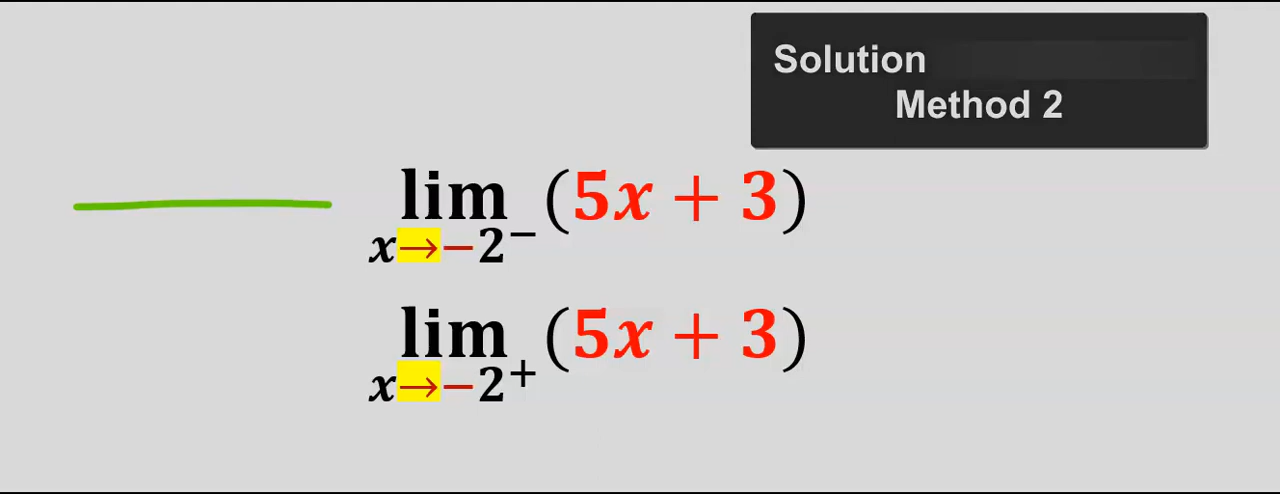 Solution
Method 2
lim (5x + 3)
x→−2⁻
lim (5x + 3)
x→−2⁺